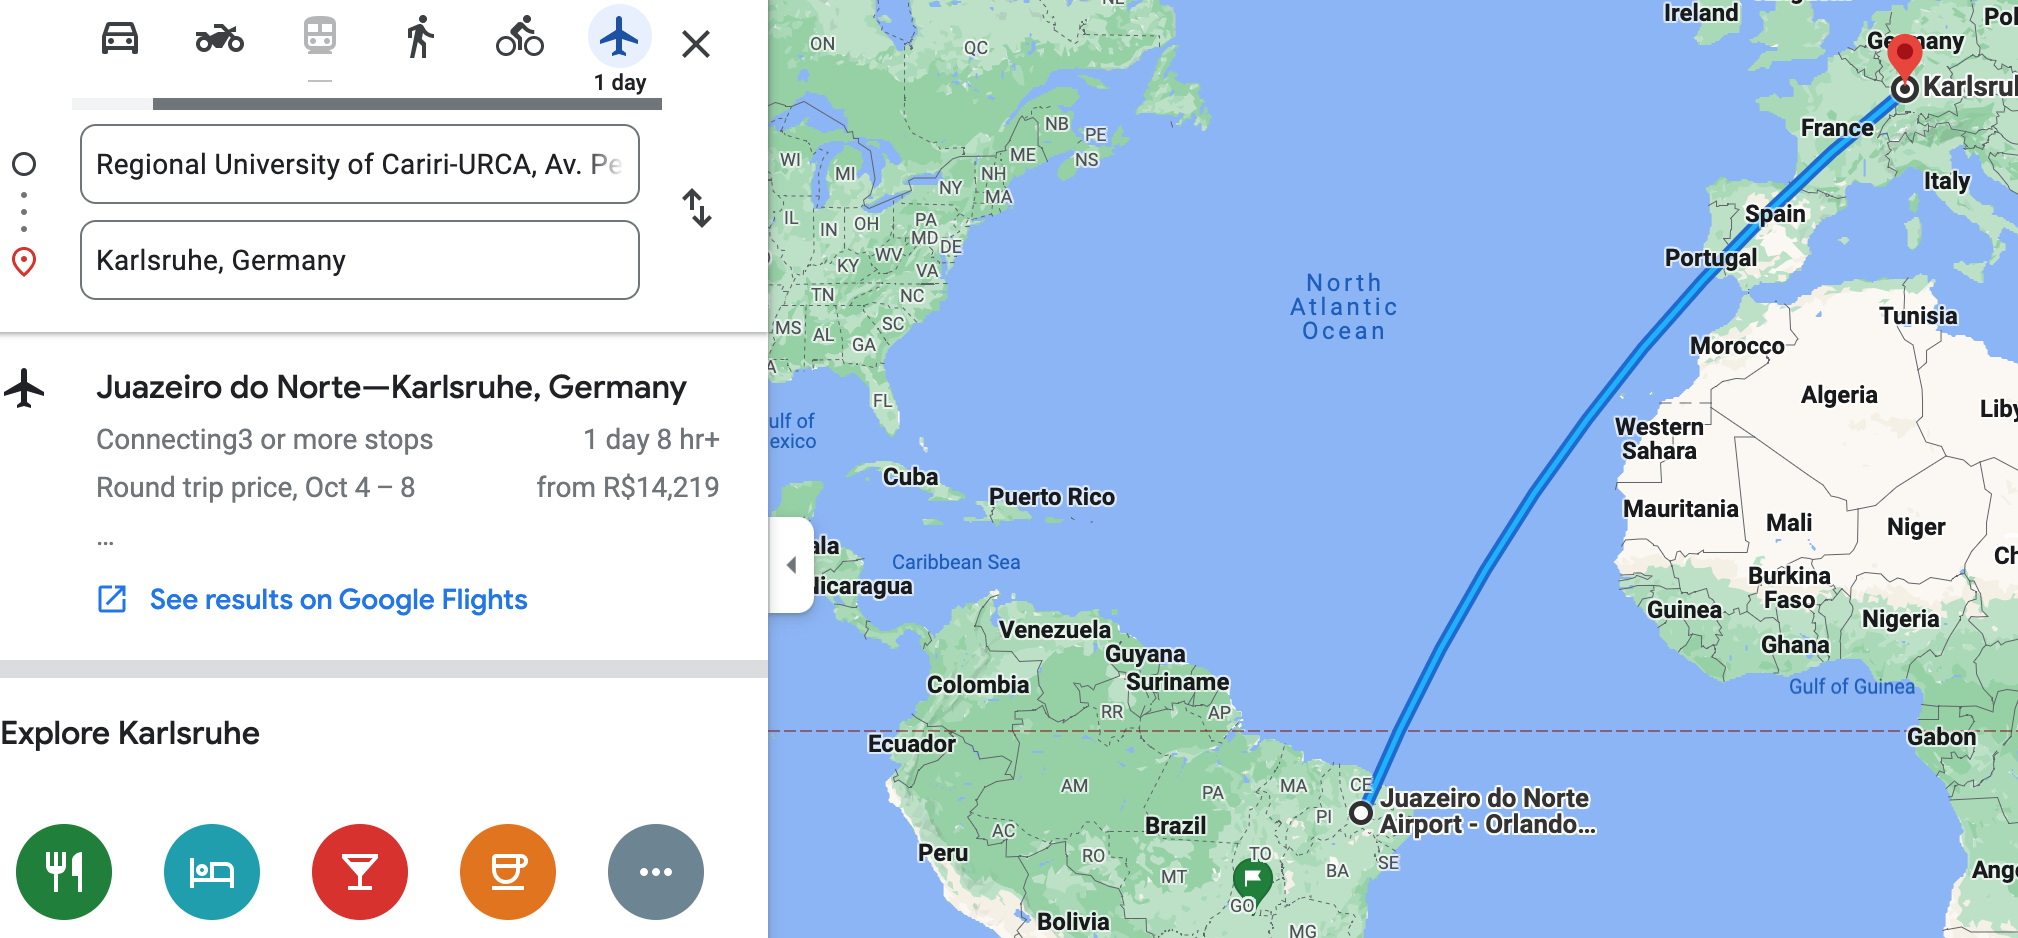 1 day
Regional University of Cariri-URCA, Av. Pe
Karlsruhe, Germany
Juazeiro do Norte—Karlsruhe, Germany
Connecting3 or more stops
1 day 8 hr+
Round trip price, Oct 4 – 8
from R$14,219
...
See results on Google Flights
Explore Karlsruhe
NL
ON
QC
NB
PE
ME
NS
WI
MI
NH
NY
MA
IL
IN
OH
PA
MD
DE
WV
KY
VA
TN
NC
MS
AL
SC
GA
FL
ulf of
exico
Cuba
Puerto Rico
Caribbean Sea
ala
Nicaragua
North
Atlantic
Ocean
Ireland
Pol
Germany
Karlsruh
France
Italy
Spain
Portugal
Tunisia
Morocco
Algeria
Liby
Western
Sahara
Mauritania
Mali
Niger
Ch
Burkina
Faso
Guinea
Nigeria
Ghana
Gulf of Guinea
Gabon
Ango
Venezuela
Guyana
Suriname
Colombia
RR
AP
Ecuador
AM
PA
MA
CE
Juazeiro do Norte
Airport - Orlando...
PI
Brazil
AC
Peru
RO
TO
SE
MT
BA
GO
Bolivia
MG